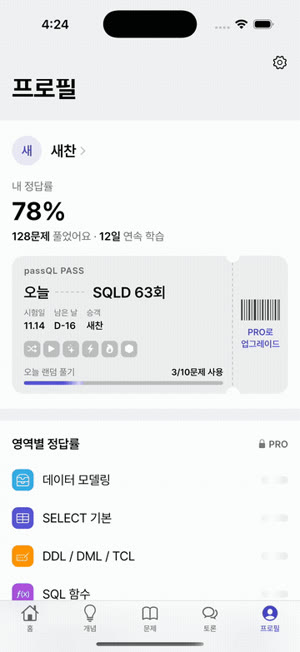 4:24
프로필
새 새찬
내 정답률
78%
128문제 풀었어요 · 12일 연속 학습
passQL PASS
오늘 SQLD 63회
시험일 남은 날 승객
11.14 D-16 새찬
PRO로
업그레이드
오늘 랜덤 풀기 3/10문제 사용
영역별 정답률 PRO
데이터 모델링
SELECT 기본
DDL / DML / TCL
f(x) SQL 함수
홈 개념 문제 토론 프로필